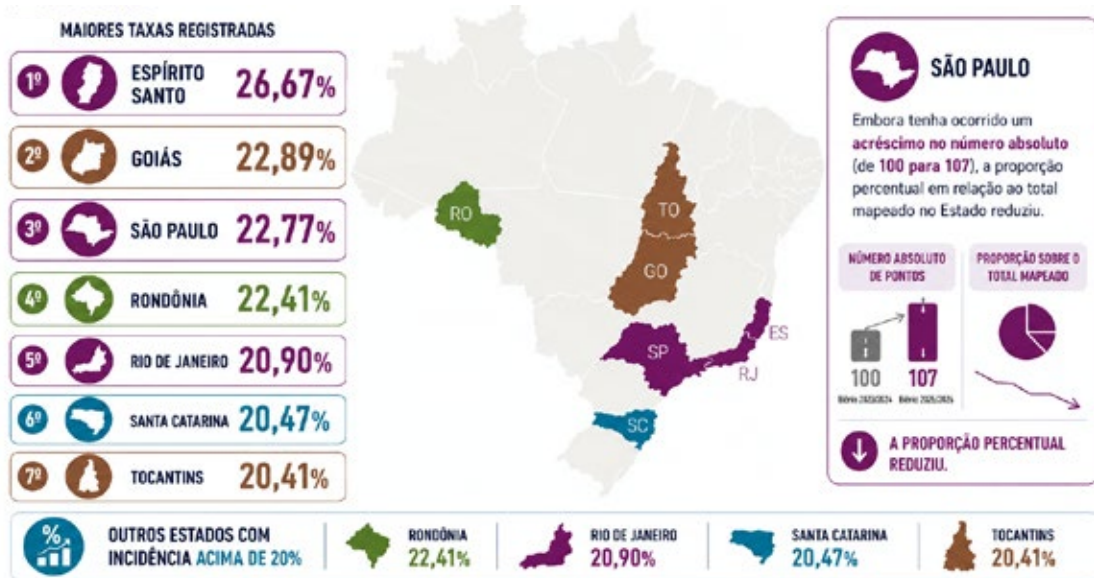 MAIORES TAXAS REGISTRADAS
1º
ESPÍRITO
SANTO
26,67%
2º
GOIÁS
22,89%
3º
SÃO PAULO
22,77%
4º
RONDÔNIA
22,41%
5º
RIO DE JANEIRO
20,90%
6º
SANTA CATARINA
20,47%
7º
TOCANTINS
20,41%
RO
TO
GO
ES
SP
RJ
SC
SÃO PAULO
Embora tenha ocorrido um
acréscimo no número absoluto
(de 100 para 107), a proporção
percentual em relação ao total
mapeado no Estado reduziu.
NÚMERO ABSOLUTO
DE PONTOS
100
107
PROPORÇÃO SOBRE O
TOTAL MAPEADO
A PROPORÇÃO PERCENTUAL
REDUZIU.
%
OUTROS ESTADOS COM
INCIDÊNCIA ACIMA DE 20%
RONDÔNIA
22,41%
RIO DE JANEIRO
20,90%
SANTA CATARINA
20,47%
TOCANTINS
20,41%